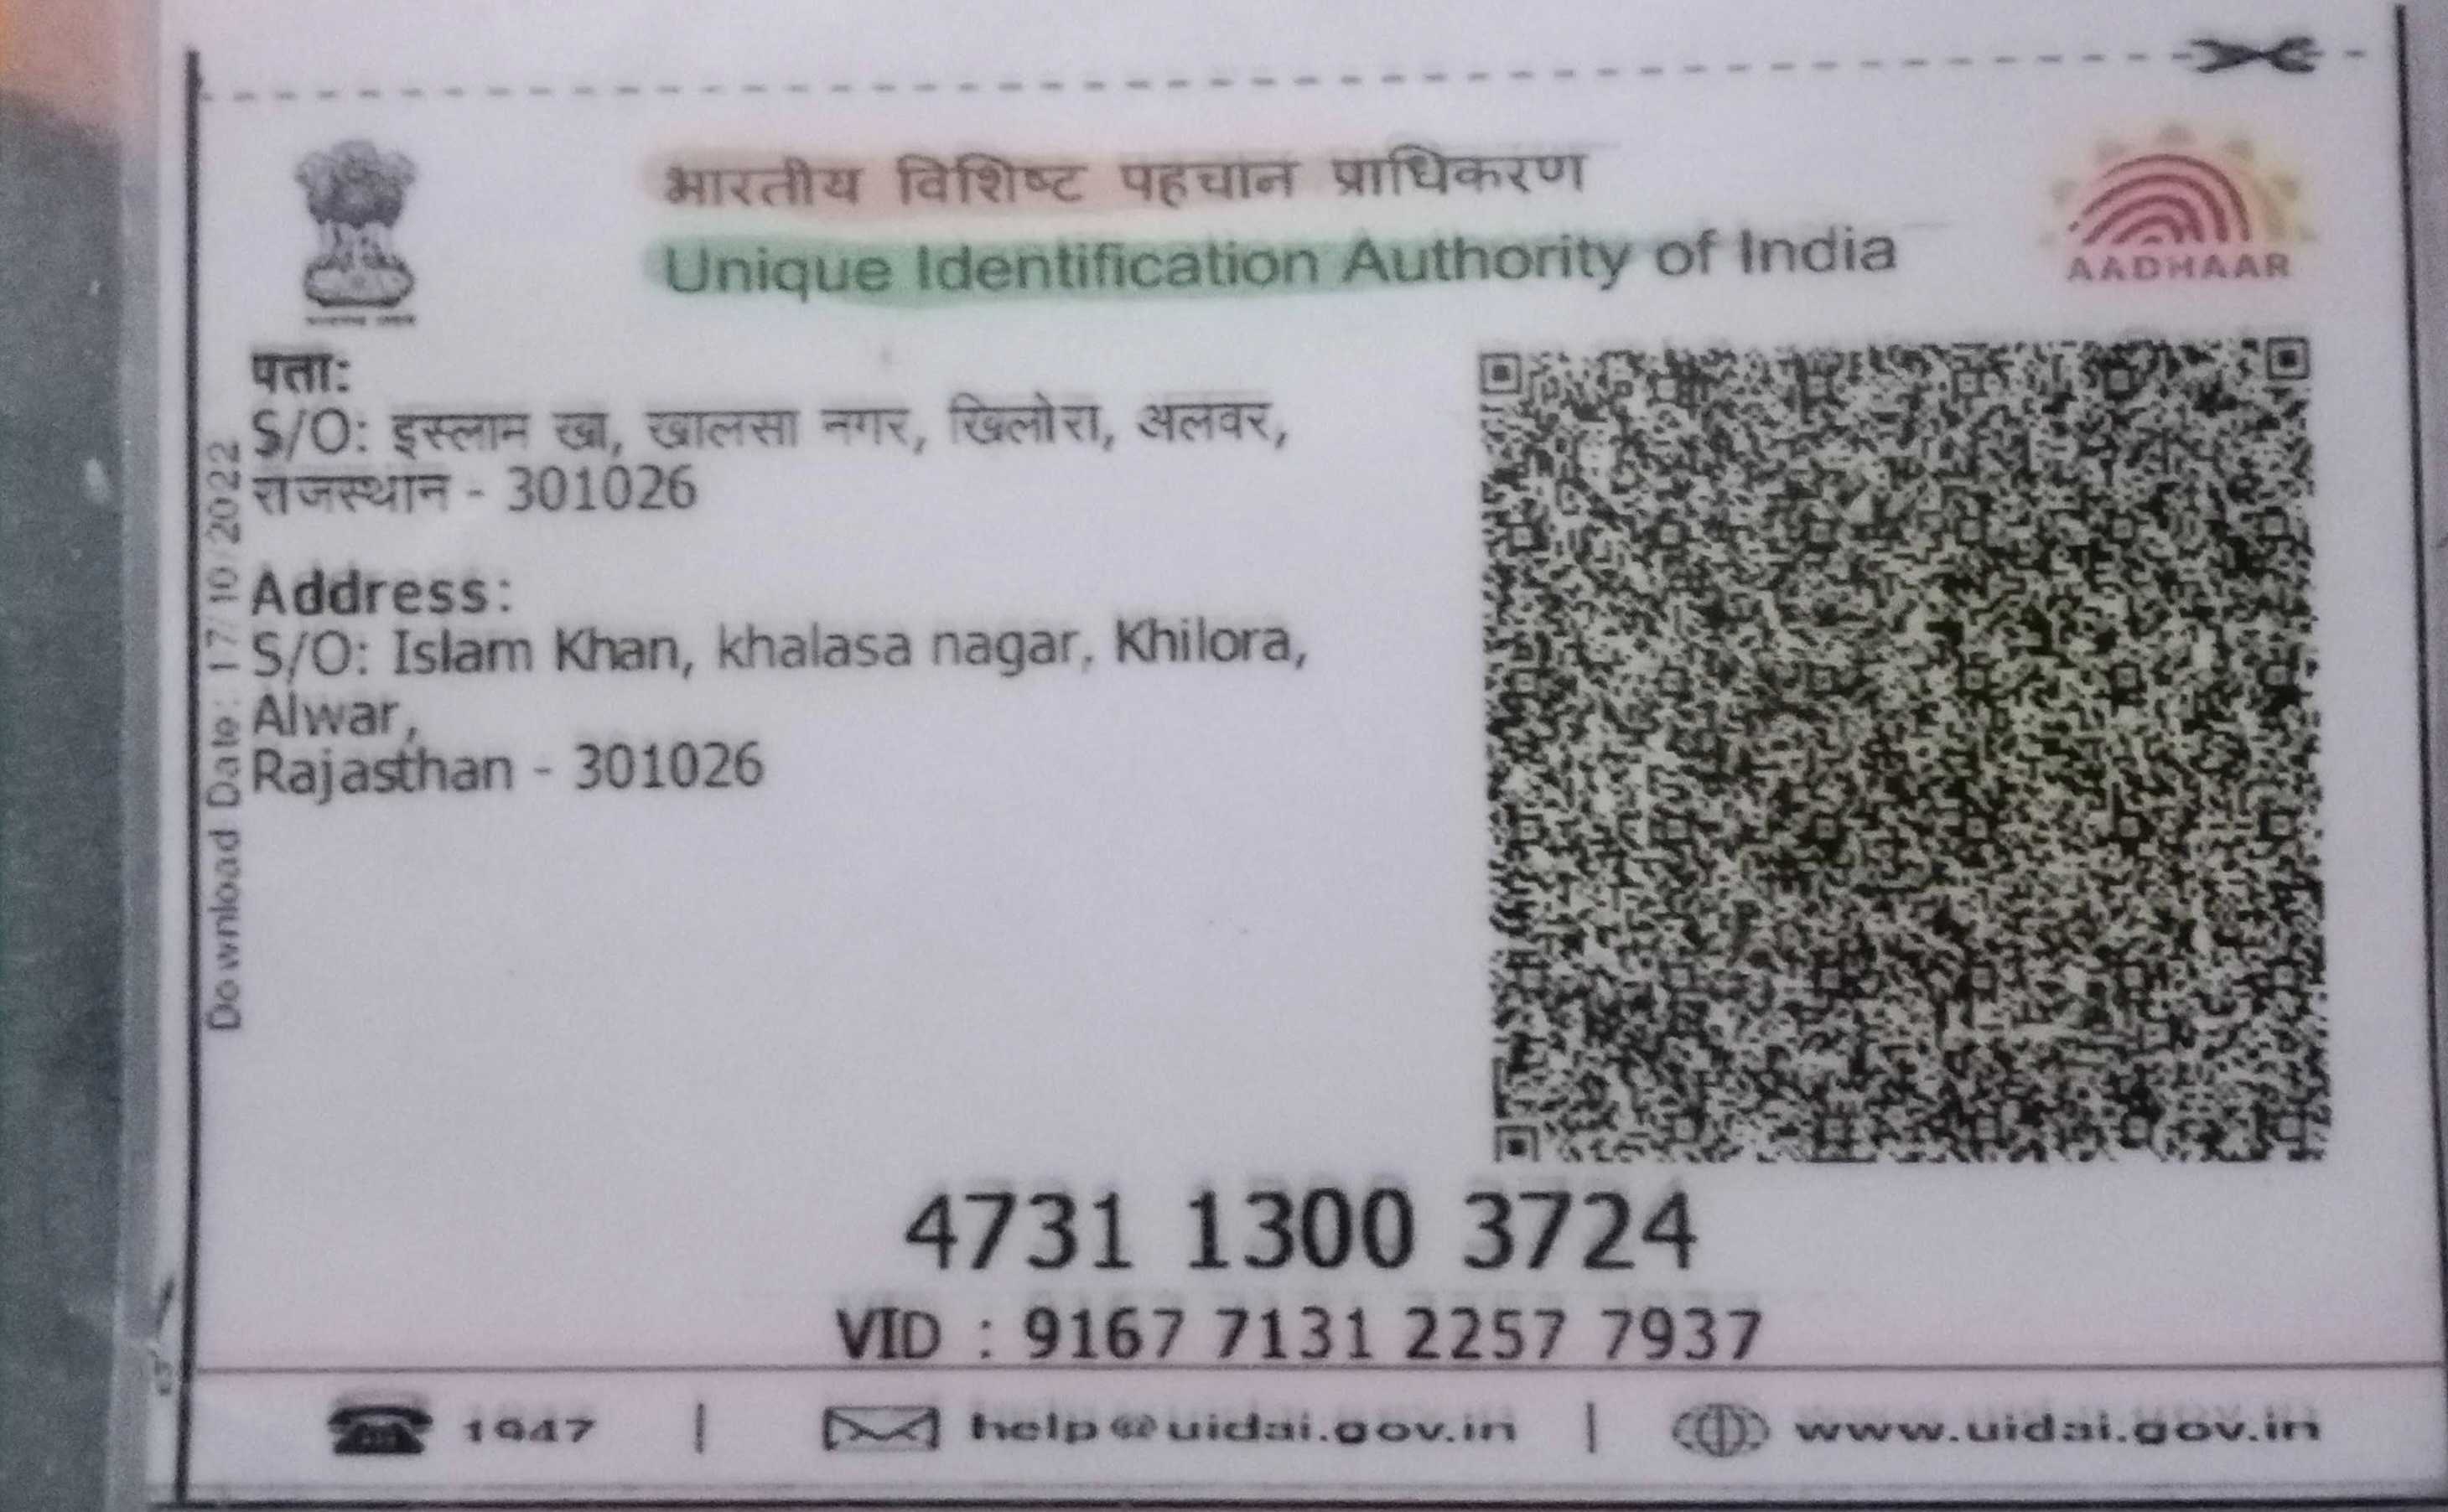 भारतीय विशिष्ट पहचान प्राधिकरण
Unique Identification Authority of India
AADHAAR
पत्ता:
S/O: इस्लाम खा, खालसा नगर, खिलोरा, अलवर,
राजस्थान - 301026
Address:
S/O: Islam Khan, khalasa nagar, Khilora,
Alwar,
Rajasthan - 301026
Download Date: 17/10/2022
4731 1300 3724
VID : 9167 7131 2257 7937
1947 | help@uidai.gov.in | www.uidai.gov.in